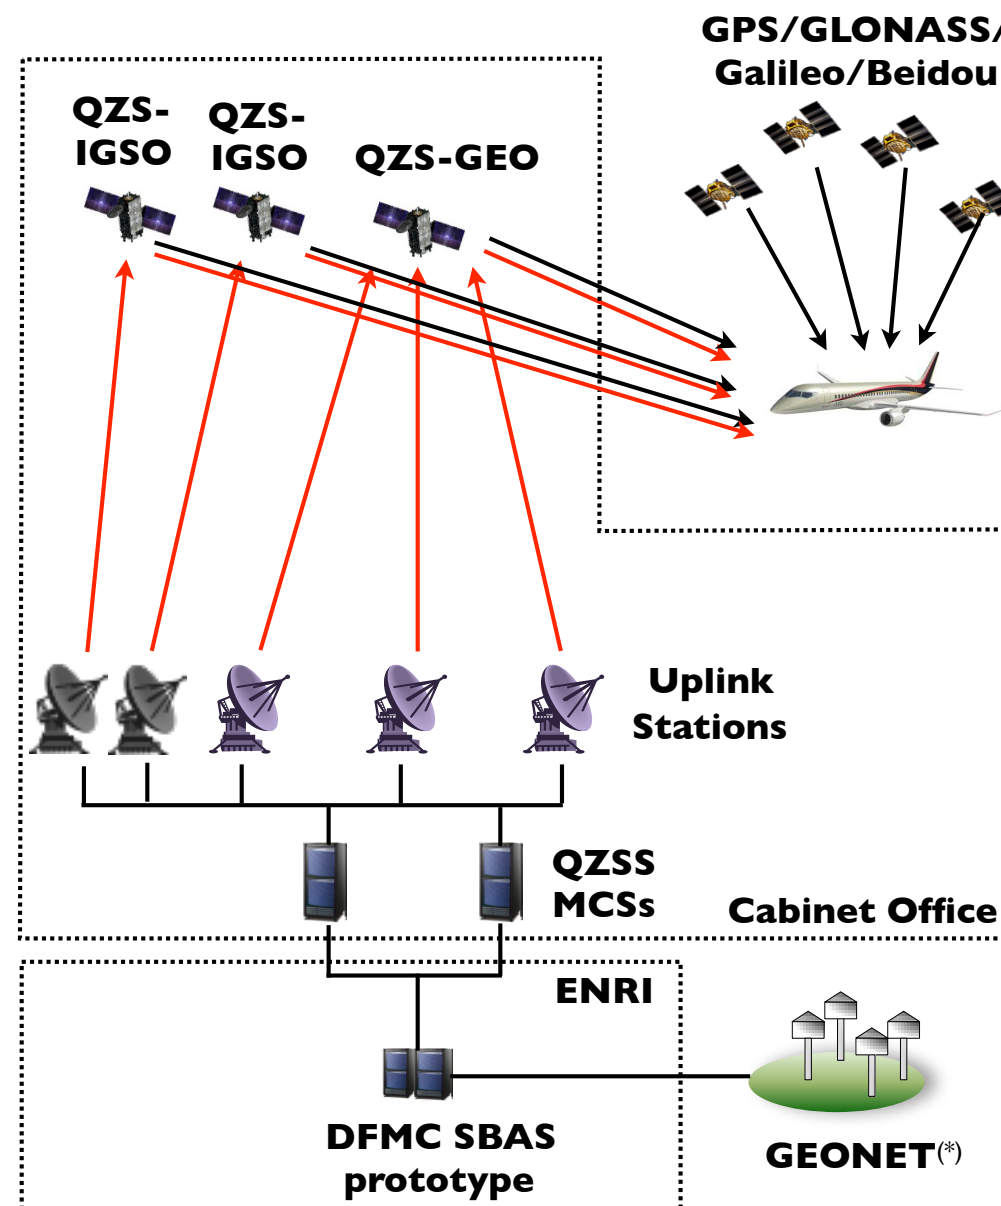 GPS/GLONASS/
Galileo/Beidou
QZS-
IGSO
QZS-
IGSO
QZS-GEO
Uplink
Stations
QZSS
MCSs
Cabinet Office
ENRI
DFMC SBAS
prototype
GEONET(*)